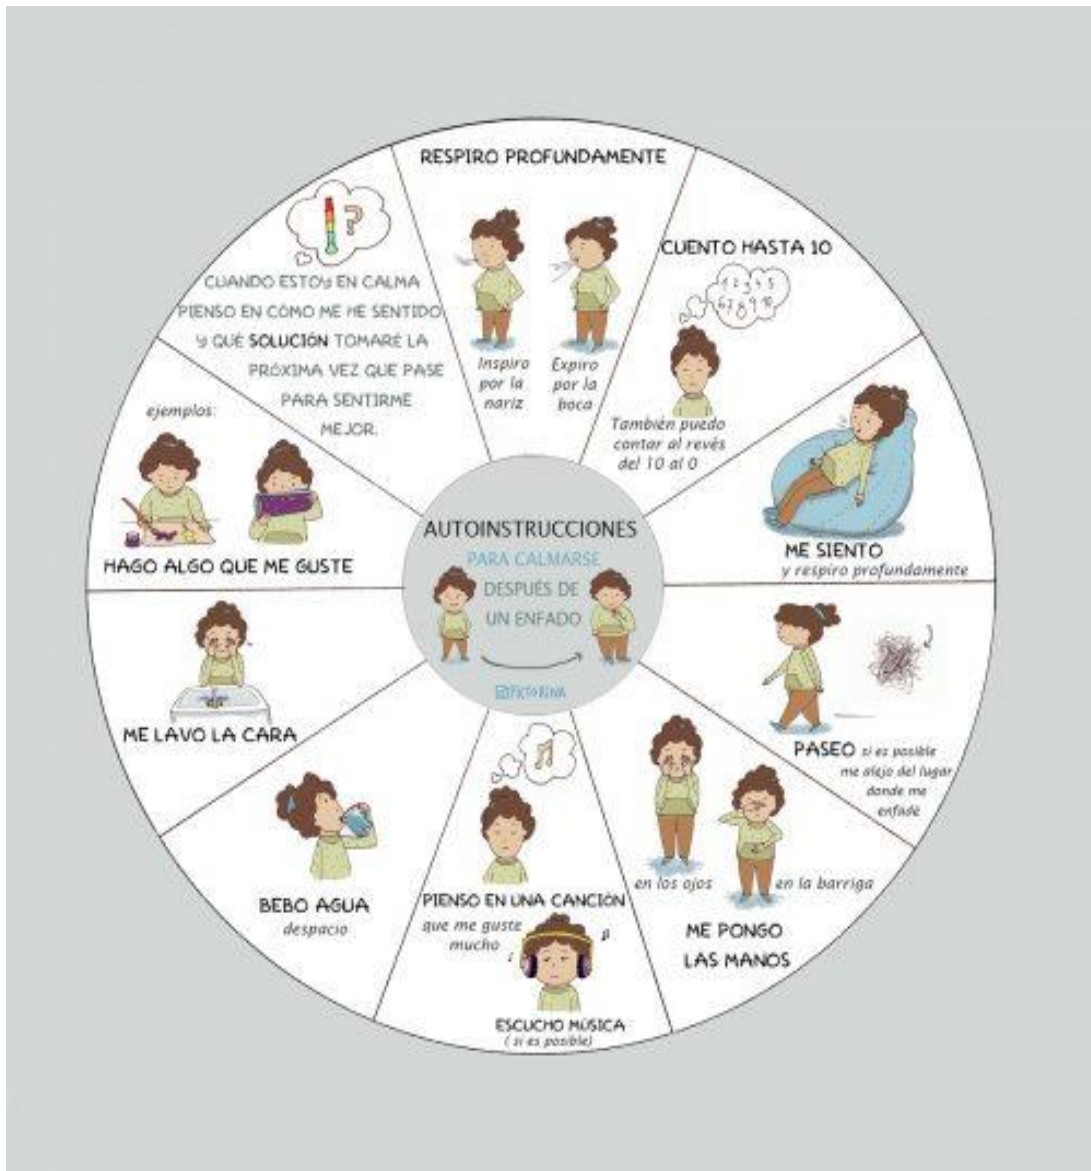 RESPIRO PROFUNDAMENTE
Inspiro
por la
nariz
Expiro
por la
boca
CUENTO HASTA 10
1 2 3 4 5
6 7 8 9 10
También puedo
contar al revés
del 10 al 0
ME SIENTO
y respiro profundamente
PASEO si es posible
me alejo del lugar
donde me
enfadé
en los ojos
en la barriga
ME PONGO
LAS MANOS
PIENSO EN UNA CANCIÓN
que me guste
mucho
ESCUCHO MÚSICA
( si es posible)
BEBO AGUA
despacio
ME LAVO LA CARA
ejemplos:
HAGO ALGO QUE ME GUSTE
?
CUANDO ESTOY EN CALMA
PIENSO EN CÓMO ME HE SENTIDO
Y QUÉ SOLUCIÓN TOMARÉ LA
PRÓXIMA VEZ QUE PASE
PARA SENTIRME
MEJOR.
AUTOINSTRUCCIONES
PARA CALMARSE
DESPUÉS DE
UN ENFADO
PICTORINA